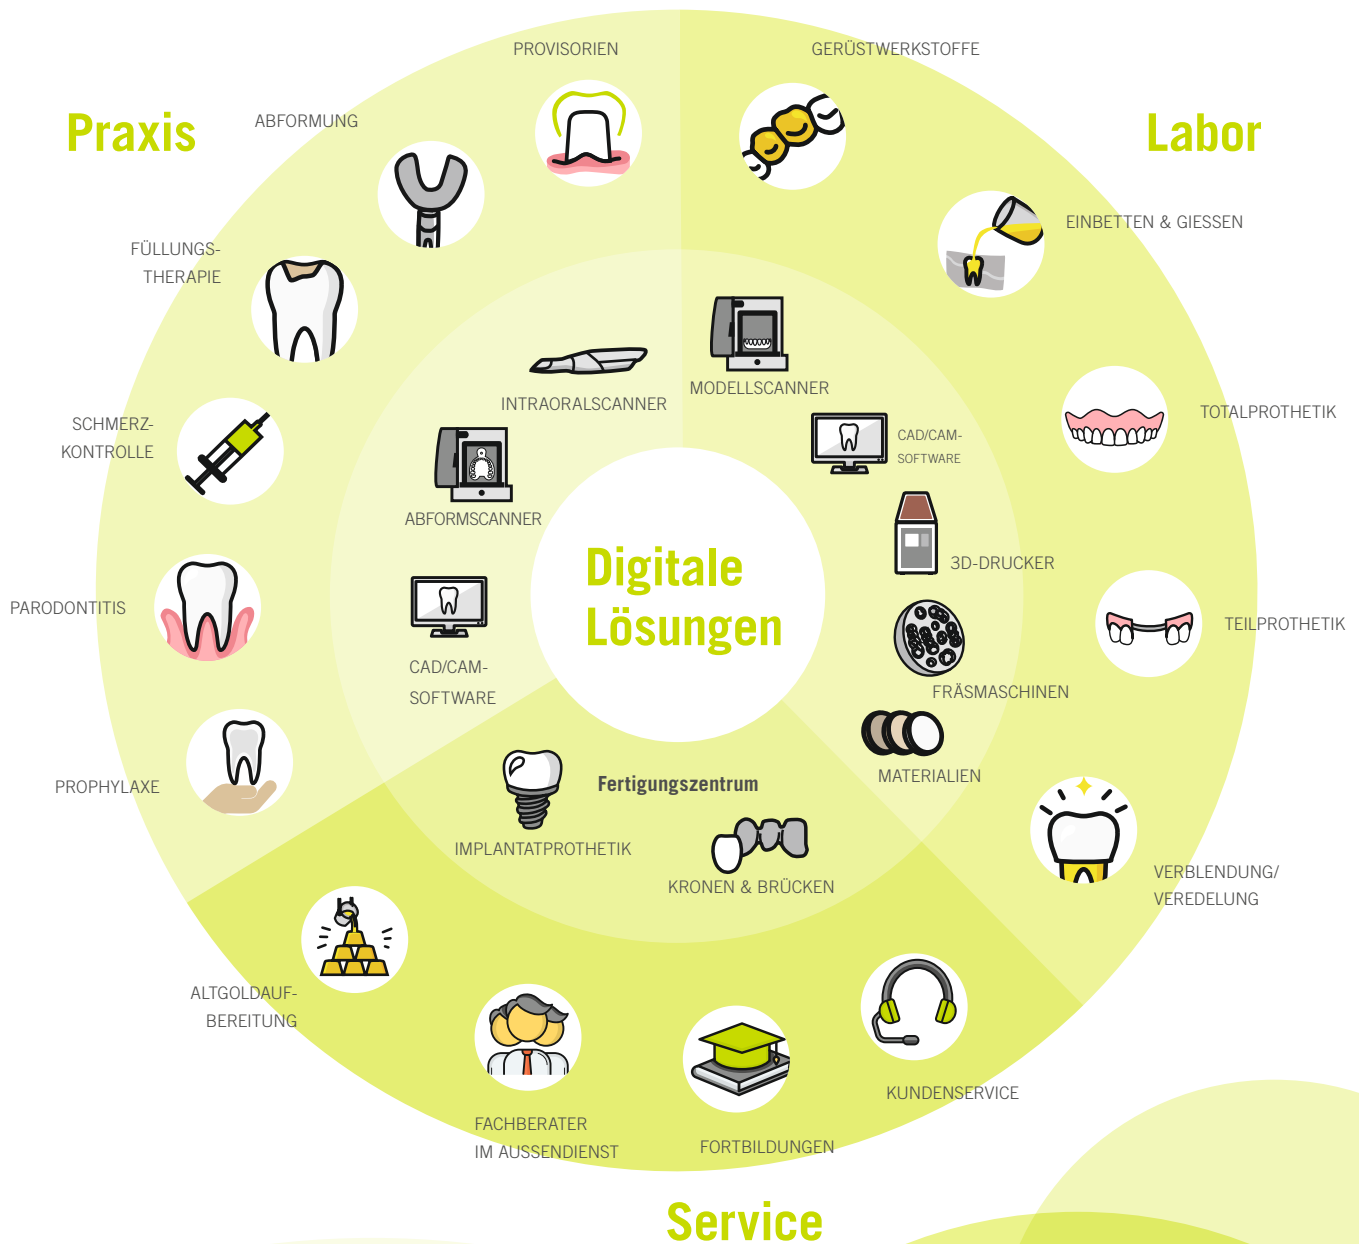 PROVISORIEN
GERÜSTWERKSTOFFE
Praxis
ABFORMUNG
Labor
EINBETTEN & GIESSEN
FÜLLUNGS-
THERAPIE
MODELLSCANNER
INTRAORALSCANNER
TOTALPROTHETIK
SCHMERZ-
KONTROLLE
CAD/CAM-
SOFTWARE
ABFORMSCANNER
Digitale
Lösungen
3D-DRUCKER
PARODONTITIS
TEILPROTHETIK
CAD/CAM-
SOFTWARE
FRÄSMASCHINEN
MATERIALIEN
PROPHYLAXE
Fertigungszentrum
IMPLANTATPROTHETIK
KRONEN & BRÜCKEN
VERBLENDUNG/
VEREDELUNG
ALTGOLDAUF-
BEREITUNG
KUNDENSERVICE
FACHBERATER
IM AUSSENDIENST
FORTBILDUNGEN
Service